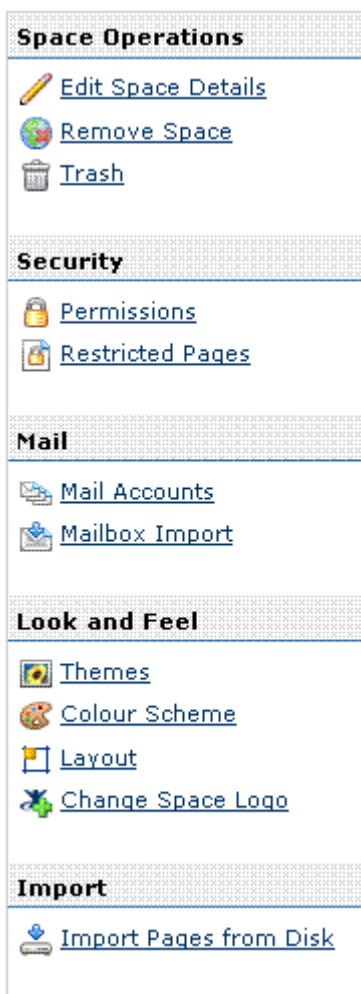 Space Operations
Edit Space Details
Remove Space
Trash
Security
Permissions
Restricted Pages
Mail
Mail Accounts
Mailbox Import
Look and Feel
Themes
Colour Scheme
Layout
Change Space Logo
Import
Import Pages from Disk